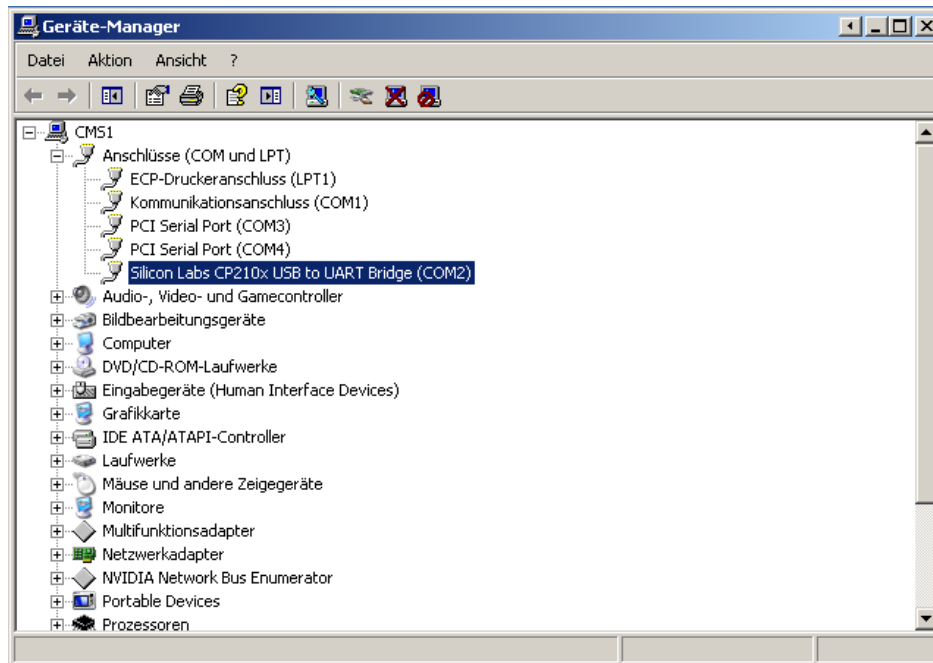 Geräte-Manager
Datei Aktion Ansicht ?
CMS1
Anschlüsse (COM und LPT)
ECP-Druckeranschluss (LPT1)
Kommunikationsanschluss (COM1)
PCI Serial Port (COM3)
PCI Serial Port (COM4)
Silicon Labs CP210x USB to UART Bridge (COM2)
Audio-, Video- und Gamecontroller
Bildbearbeitungsgeräte
Computer
DVD/CD-ROM-Laufwerke
Eingabegeräte (Human Interface Devices)
Grafikkarte
IDE ATA/ATAPI-Controller
Laufwerke
Mäuse und andere Zeigegeräte
Monitore
Multifunktionsadapter
Netzwerkadapter
NVIDIA Network Bus Enumerator
Portable Devices
Prozessoren